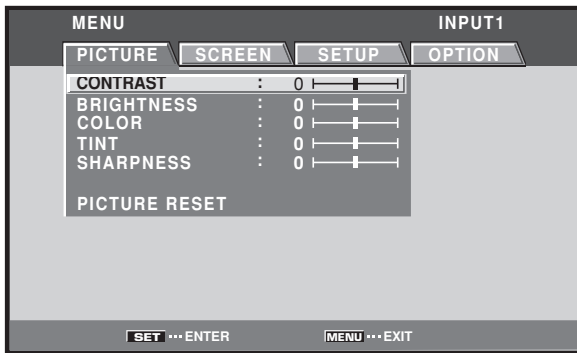 MENU INPUT1
PICTURE SCREEN SETUP OPTION
CONTRAST : 0
BRIGHTNESS : 0
COLOR : 0
TINT : 0
SHARPNESS : 0
PICTURE RESET
SET ··· ENTER MENU ··· EXIT